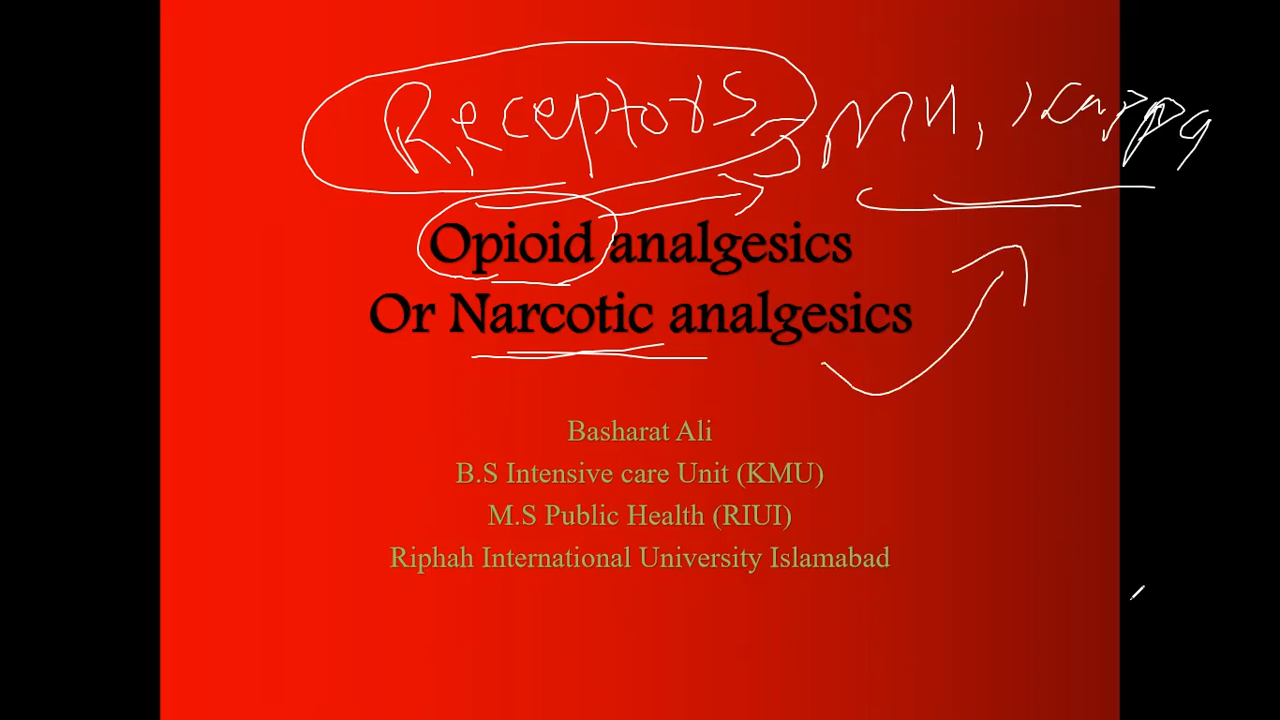 Receptors 3 MU, Kappa
Opioid analgesics
Or Narcotic analgesics
Basharat Ali
B.S Intensive care Unit (KMU)
M.S Public Health (RIUI)
Riphah International University Islamabad